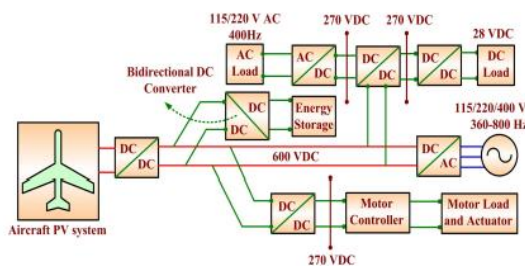 115/220 V AC
400Hz
270 VDC
270 VDC
28 VDC
AC
Load
AC
DC
DC
DC
DC
DC
DC
Load
Bidirectional DC
Converter
DC
DC
Energy
Storage
115/220/400 V
360-800 Hz
DC
DC
600 VDC
DC
AC
Aircraft PV system
DC
DC
Motor
Controller
Motor Load
and Actuator
270 VDC